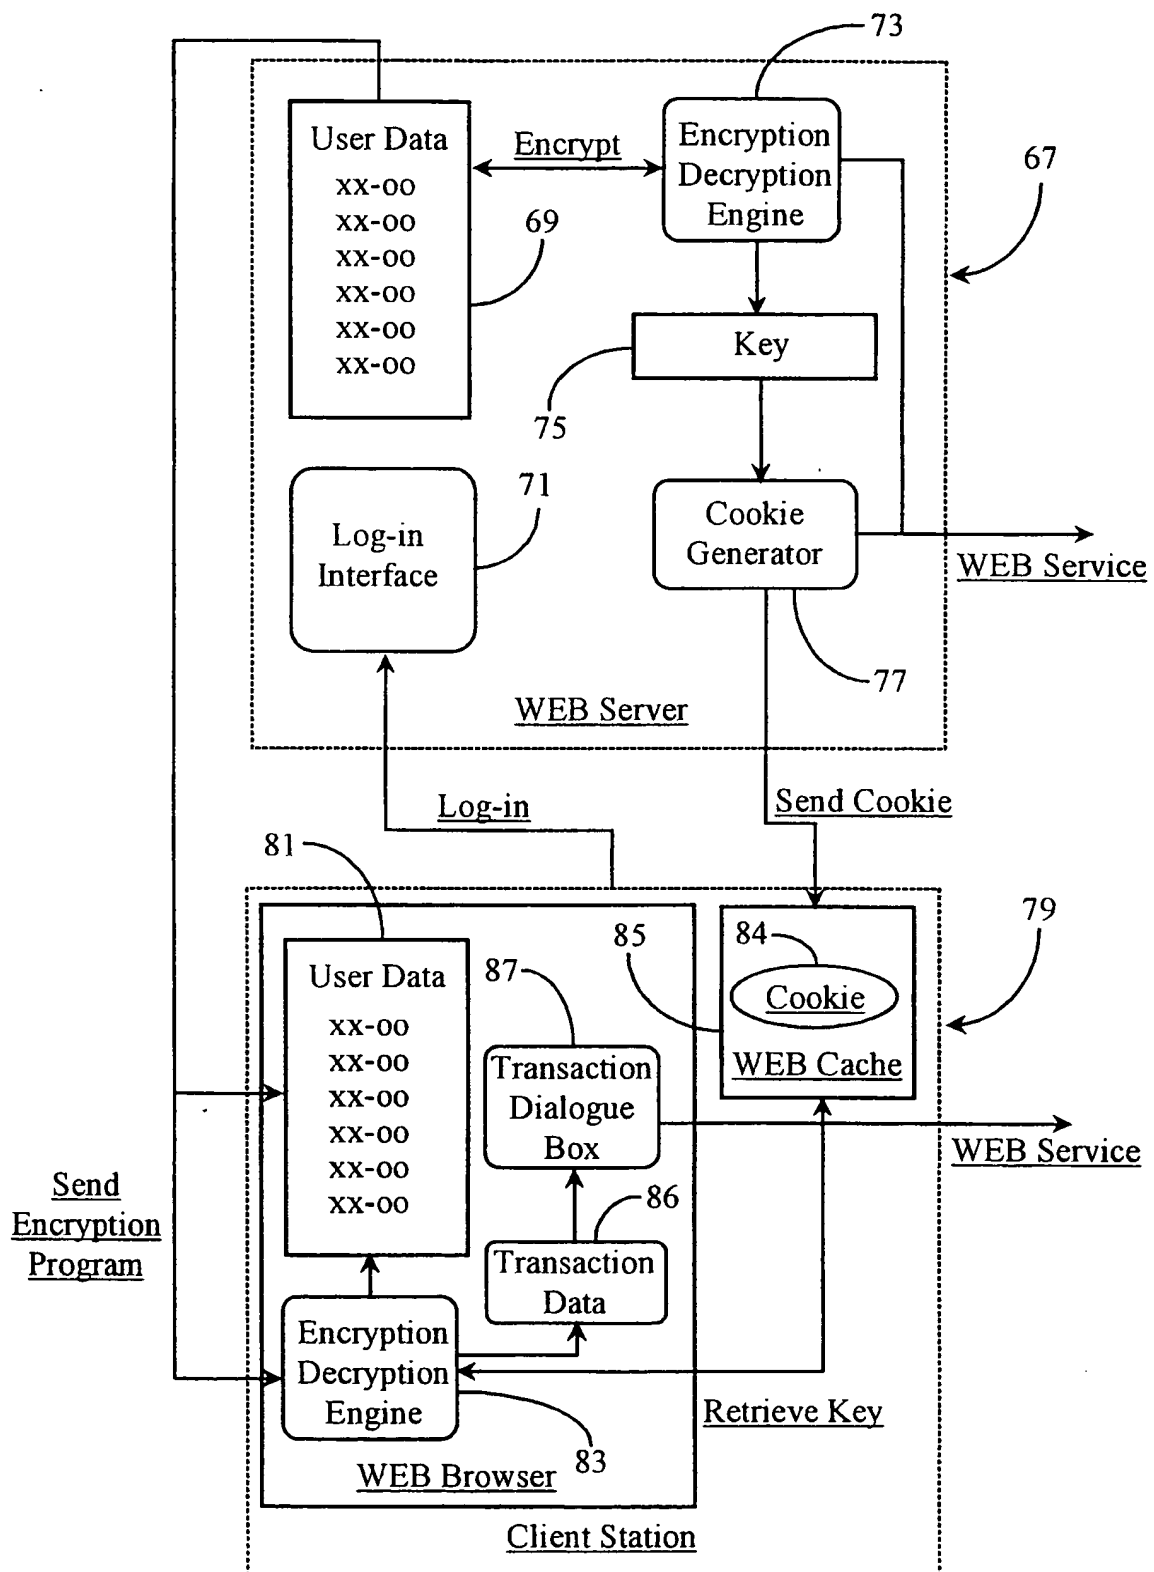 73
User Data
xx-oo
xx-oo
xx-oo
xx-oo
xx-oo
xx-oo
Encrypt
Encryption
Decryption
Engine
67
69
Key
75
71
Log-in
Interface
Cookie
Generator
WEB Service
77
WEB Server
Log-in
Send Cookie
81
79
85
84
Cookie
WEB Cache
87
User Data
xx-oo
xx-oo
xx-oo
xx-oo
xx-oo
xx-oo
Transaction
Dialogue
Box
WEB Service
Send
Encryption
Program
86
Transaction
Data
Encryption
Decryption
Engine
Retrieve Key
83
WEB Browser
Client Station